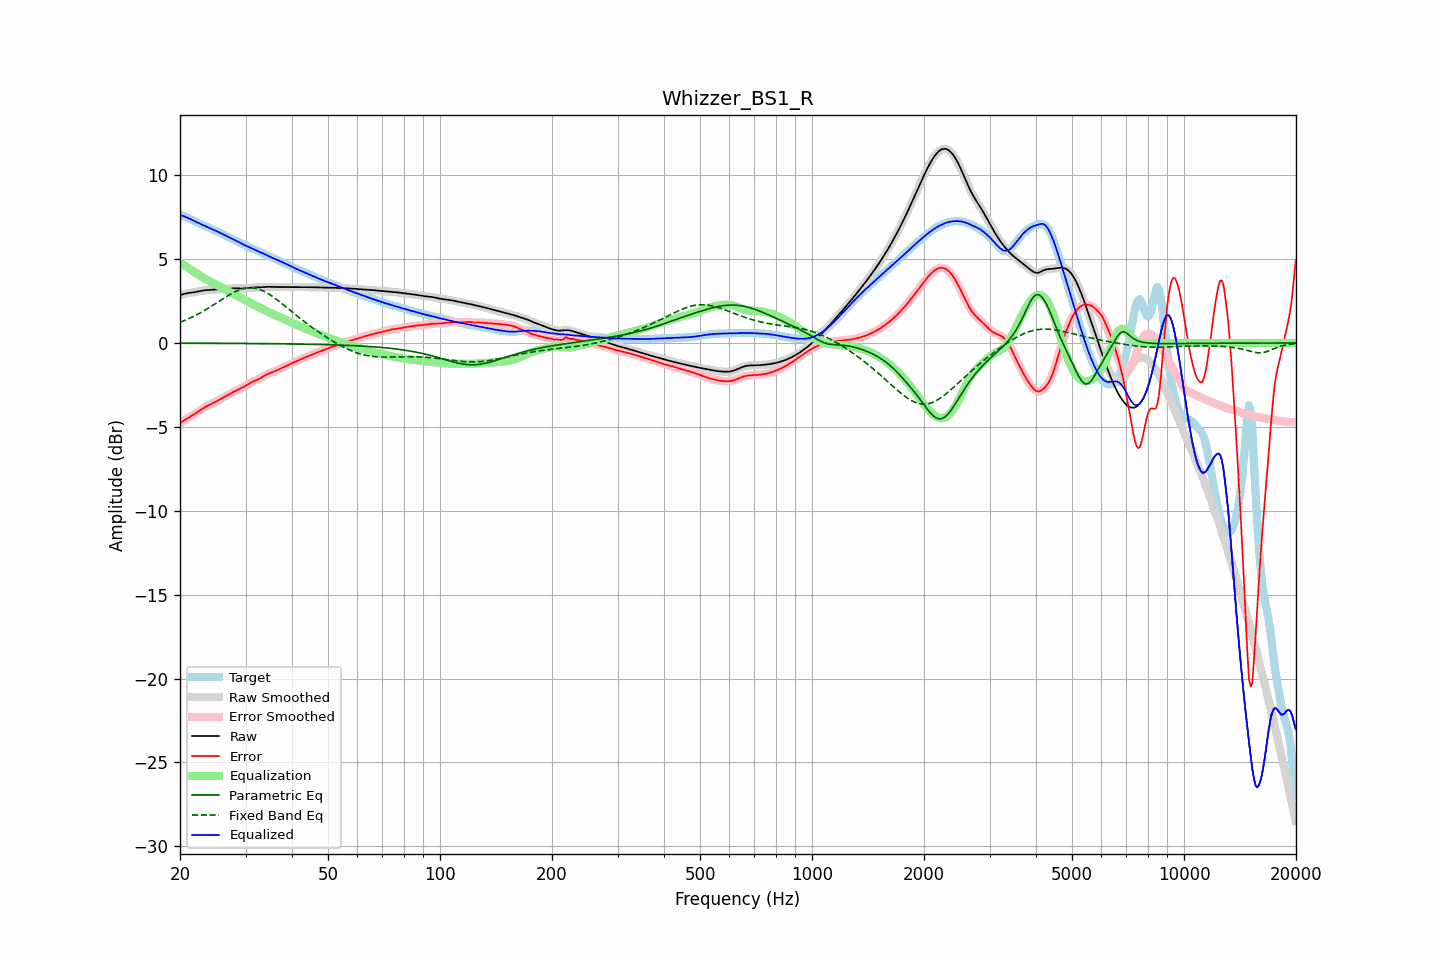 Whizzer_BS1_R
Amplitude (dBr)
10
5
0
−5
−10
−15
−20
−25
−30
Target
Raw Smoothed
Error Smoothed
Raw
Error
Equalization
Parametric Eq
Fixed Band Eq
Equalized
20 50 100 200 500 1000 2000 5000 10000 20000
Frequency (Hz)